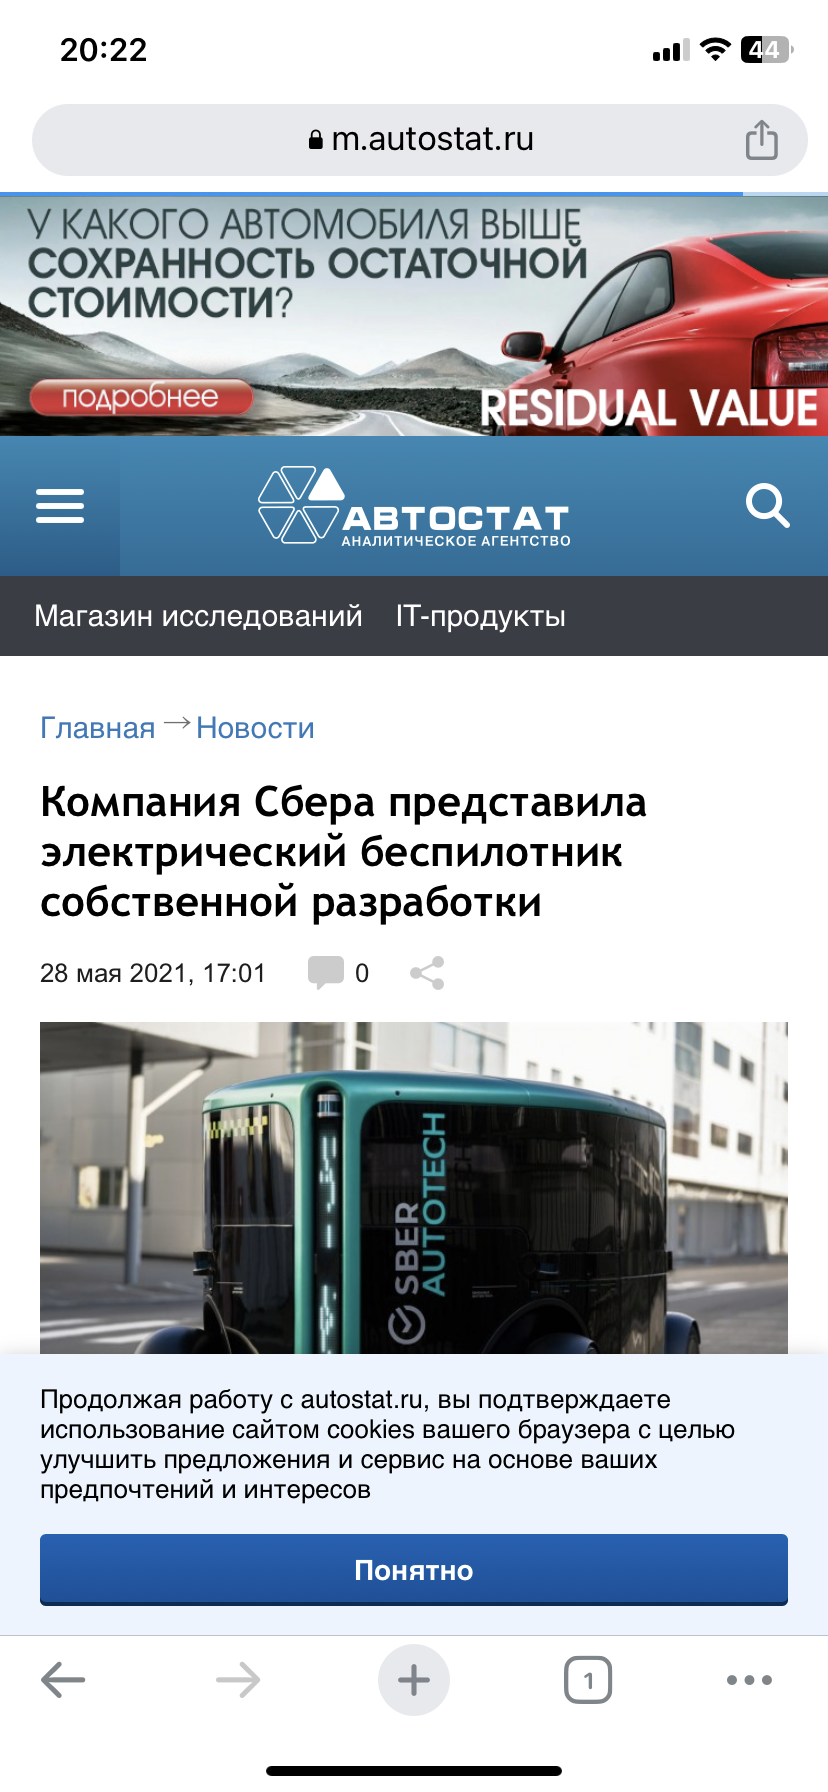 20:22
44
m.autostat.ru
У КАКОГО АВТОМОБИЛЯ ВЫШЕ
СОХРАННОСТЬ ОСТАТОЧНОЙ
СТОИМОСТИ?
подробнее
RESIDUAL VALUE
АВТОСТАТ
АНАЛИТИЧЕСКОЕ АГЕНТСТВО
Магазин исследований IT-продукты
Главная → Новости
Компания Сбера представила
электрический беспилотник
собственной разработки
28 мая 2021, 17:01 0
SBER
AUTOTECH
Продолжая работу с autostat.ru, вы подтверждаете
использование сайтом cookies вашего браузера с целью
улучшить предложения и сервис на основе ваших
предпочтений и интересов
Понятно
1